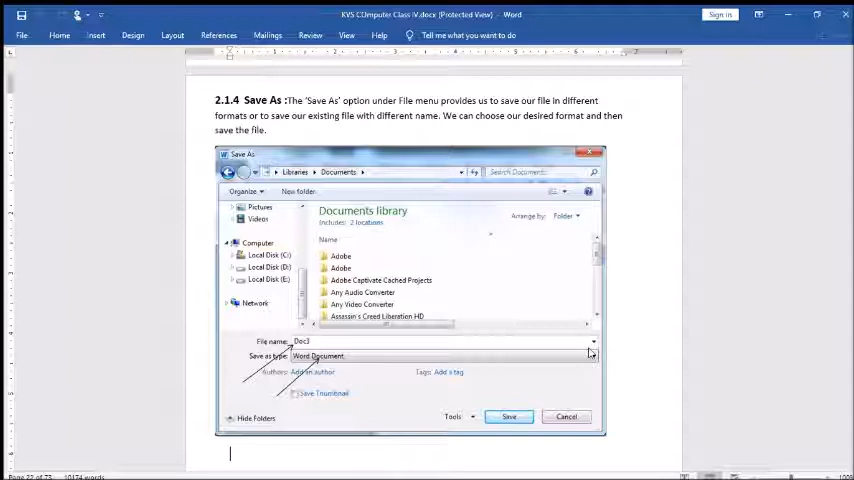 KVS COmputer Class iV.docx (Protected View) - Word
Sign in
File Home Insert Design Layout References Mailings Review View Help Tell me what you want to do
2.1.4 Save As :The 'Save As' option under File menu provides us to save our file in different
formats or to save our existing file with different name. We can choose our desired format and then
save the file.
Save As
Libraries Documents
Search Documents
Organize New folder
Pictures
Videos
Computer
Local Disk (C:)
Local Disk (D:)
Local Disk (E:)
Network
Documents library
Includes: 2 locations
Arrange by: Folder
Name
Adobe
Adobe
Adobe Captivate Cached Projects
Any Audio Converter
Any Video Converter
Assassin's Creed Liberation HD
File name: Doc3
Save as type: Word Document
Authors: Add an author
Tags: Add a tag
Save Thumbnail
Hide Folders
Tools
Save
Cancel
Page 22 of 73 10174 words